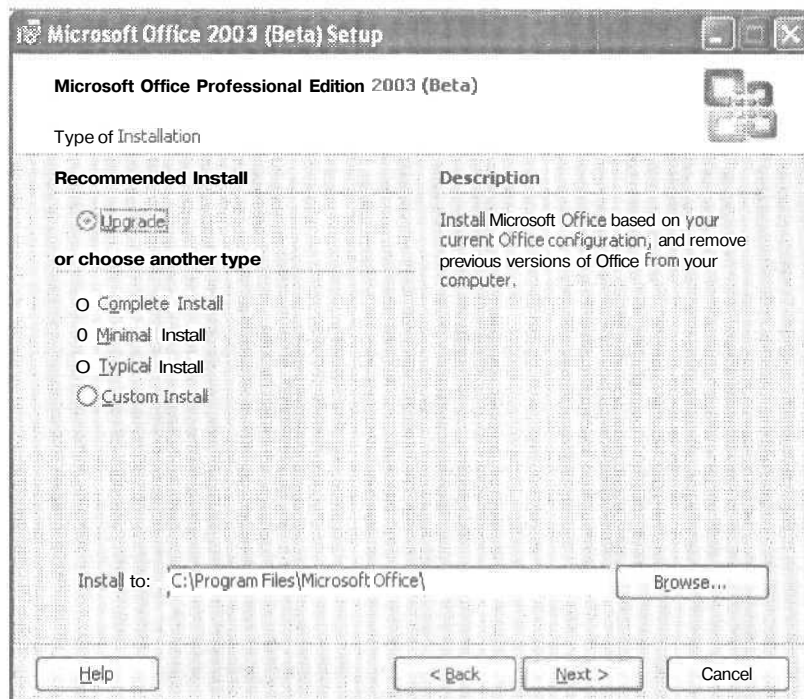 Microsoft Office 2003 (Beta) Setup
Microsoft Office Professional Edition 2003 (Beta)
Type of Installation
Recommended Install
Upgrade
or choose another type
O Complete Install
0 Minimal Install
O Typical Install
Custom Install
Description
Install Microsoft Office based on your
current Office configuration, and remove
previous versions of Office from your
computer.
Install to: C:\Program Files\Microsoft Office\ Browse...
Help < Back Next > Cancel